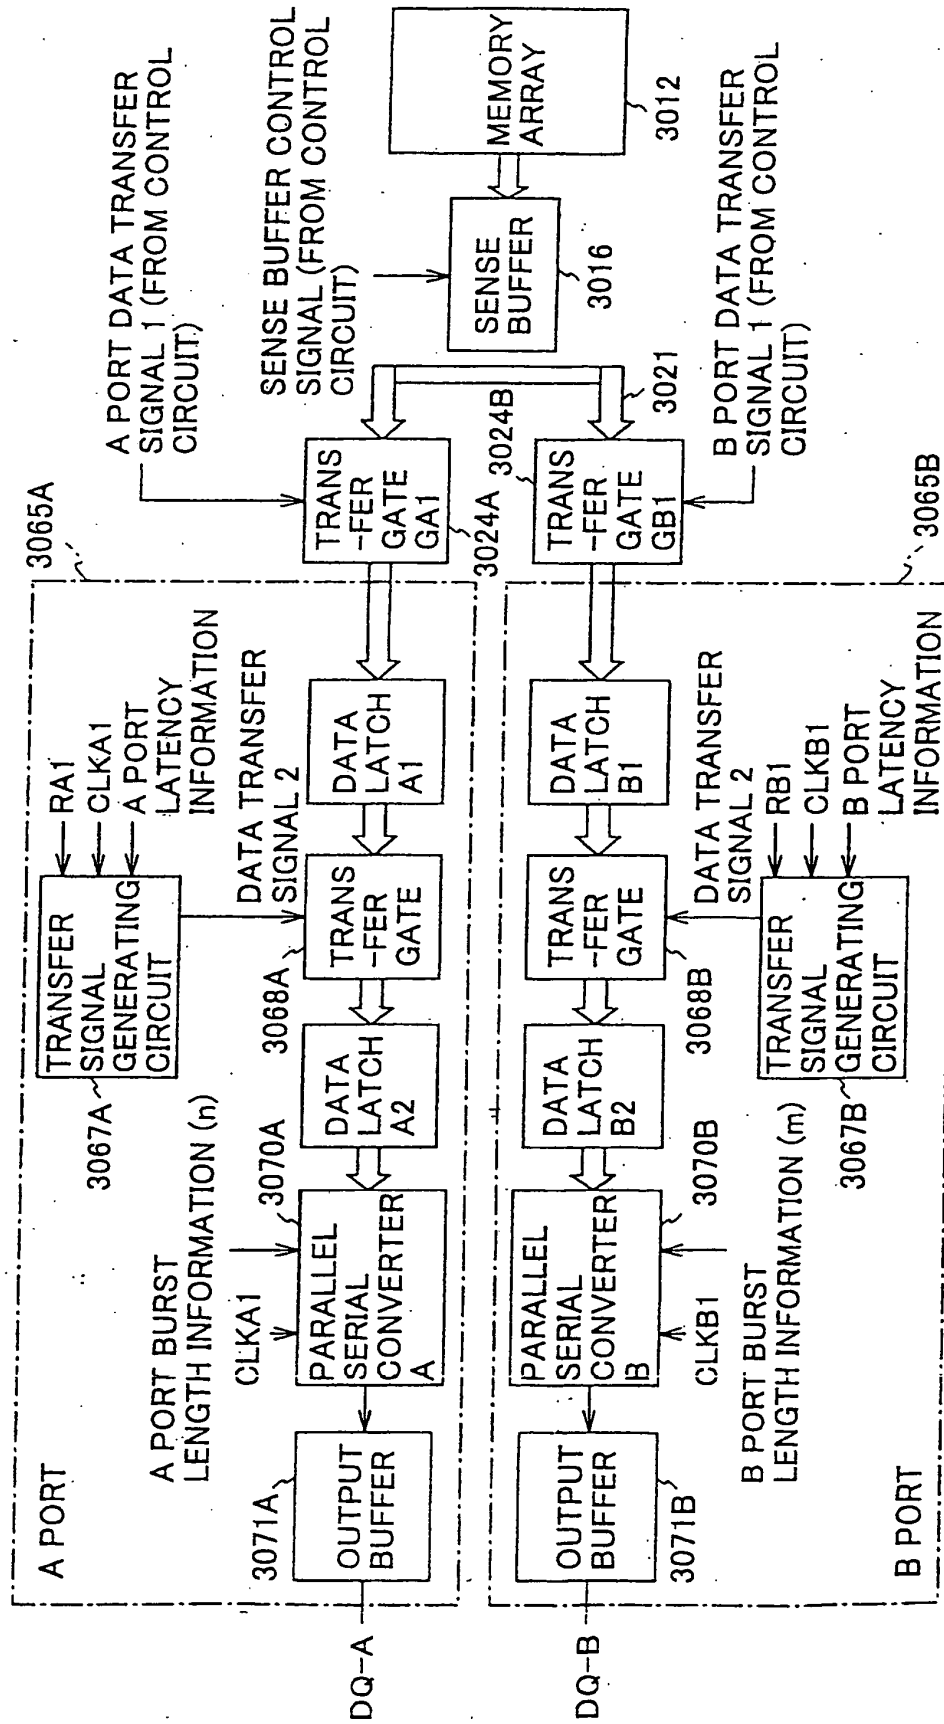 A PORT
3065A
A PORT DATA TRANSFER
SIGNAL 1 (FROM CONTROL
CIRCUIT)
SENSE BUFFER CONTROL
SIGNAL (FROM CONTROL
CIRCUIT)
MEMORY
ARRAY
3012
SENSE
BUFFER
3016
B PORT DATA TRANSFER
SIGNAL 1 (FROM CONTROL
CIRCUIT)
3021
TRANS
-FER
GATE
GA1
3024A
TRANS
-FER
GATE
GB1
3024B
RA1
CLKA1
A PORT
LATENCY
INFORMATION
TRANSFER
SIGNAL
GENERATING
CIRCUIT
3067A
DATA TRANSFER
SIGNAL 2
DATA
LATCH
A1
TRANS
-FER
GATE
3068A
DATA
LATCH
A2
A PORT BURST
LENGTH INFORMATION (n)
CLKA1
3070A
PARALLEL
SERIAL
CONVERTER
A
3071A
OUTPUT
BUFFER
DQ-A
B PORT
3065B
DATA
LATCH
B1
DATA TRANSFER
SIGNAL 2
RB1
CLKB1
B PORT
LATENCY
INFORMATION
TRANS
-FER
GATE
3068B
TRANSFER
SIGNAL
GENERATING
CIRCUIT
3067B
DATA
LATCH
B2
3070B
PARALLEL
SERIAL
CONVERTER
B
CLKB1
B PORT BURST
LENGTH INFORMATION (m)
OUTPUT
BUFFER
3071B
DQ-B